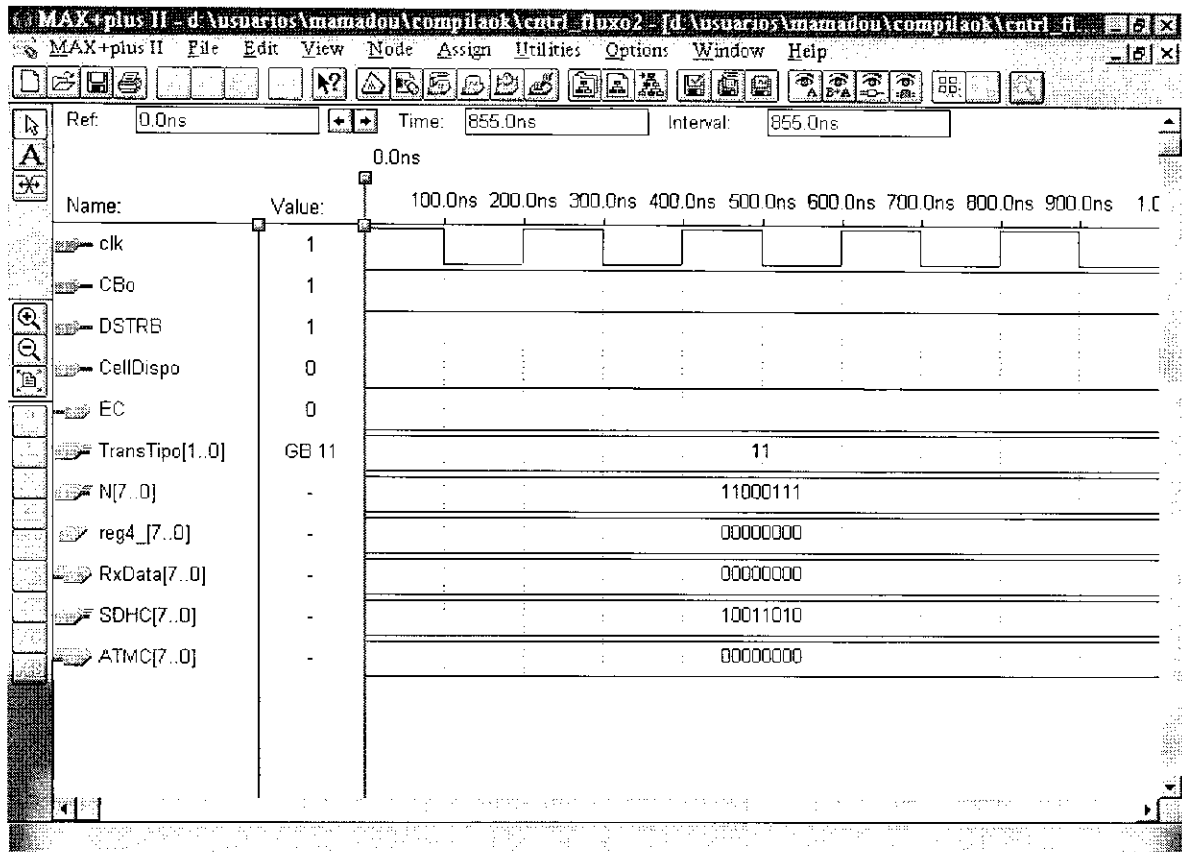 MAX+plus II - d:\usuarios\mamadou\compilaok\cntrl_fluxo2 - [d:\usuarios\mamadou\compilaok\cntrl_fl
MAX+plus II File Edit View Node Assign Utilities Options Window Help
Ref: 0.0ns Time: 855.0ns Interval: 855.0ns
0.0ns
Name: Value: 100.0ns 200.0ns 300.0ns 400.0ns 500.0ns 600.0ns 700.0ns 800.0ns 900.0ns 1.0
clk 1
CBo 1
DSTRB 1
CellDispo 0
EC 0
TransTipo[1..0] GB 11 11
N[7..0] - 11000111
reg4_[7..0] - 00000000
RxData[7..0] - 00000000
SDHC[7..0] - 10011010
ATMC[7..0] - 00000000